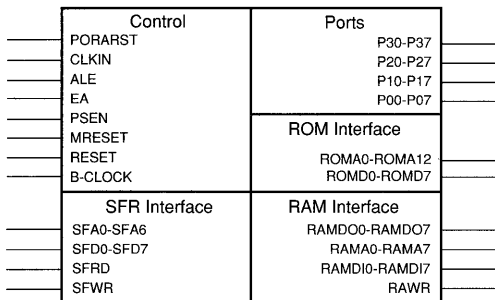 Control
PORARST
CLKIN
ALE
EA
PSEN
MRESET
RESET
B-CLOCK
Ports
P30-P37
P20-P27
P10-P17
P00-P07
ROM Interface
ROMA0-ROMA12
ROMD0-ROMD7
SFR Interface
SFA0-SFA6
SFD0-SFD7
SFRD
SFWR
RAM Interface
RAMDO0-RAMDO7
RAMA0-RAMA7
RAMDI0-RAMDI7
RAWR